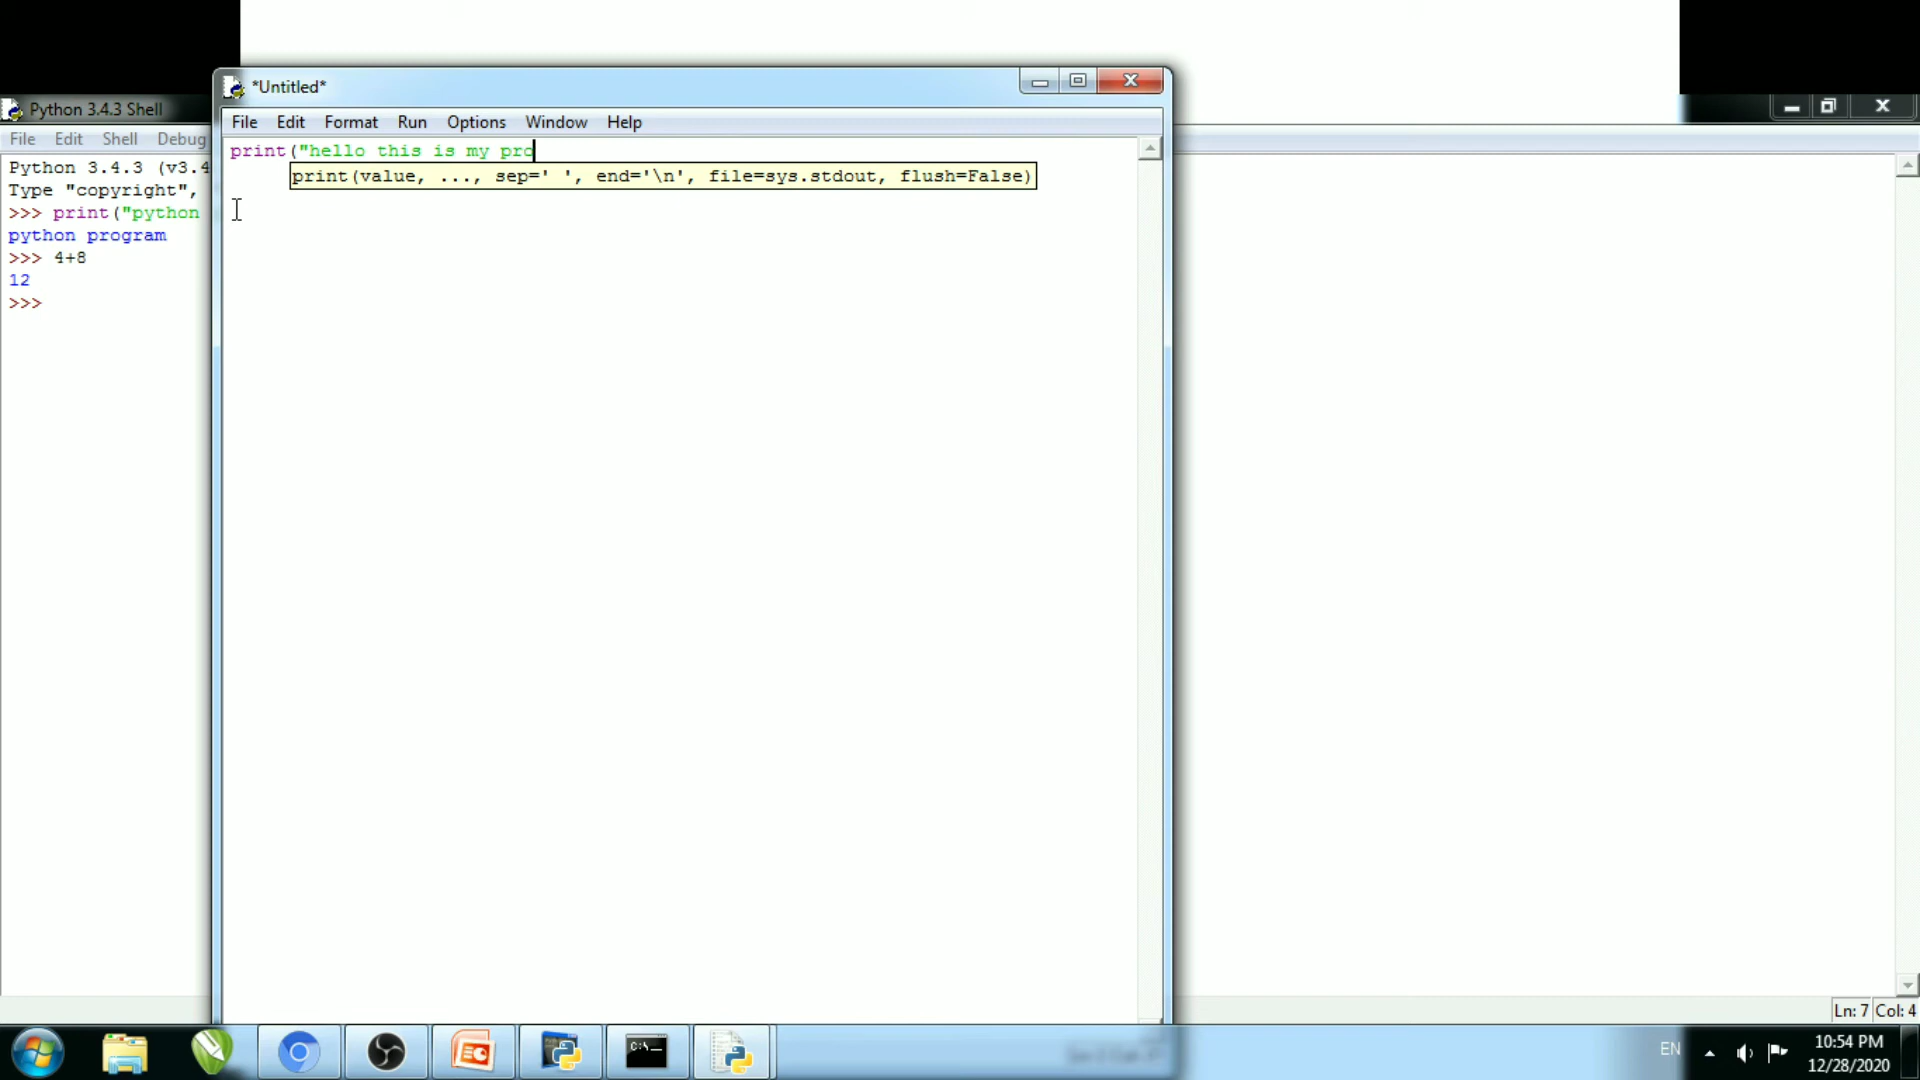 *Untitled*
File Edit Format Run Options Window Help
print("hello this is my pro
print(value, ..., sep=' ', end='\n', file=sys.stdout, flush=False)
Python 3.4.3 Shell
File Edit Shell Debug
Python 3.4.3 (v3.4
Type "copyright",
>>> print("python
python program
>>> 4+8
12
>>>
Ln: 7 Col: 4
C:\_
EN
10:54 PM
12/28/2020